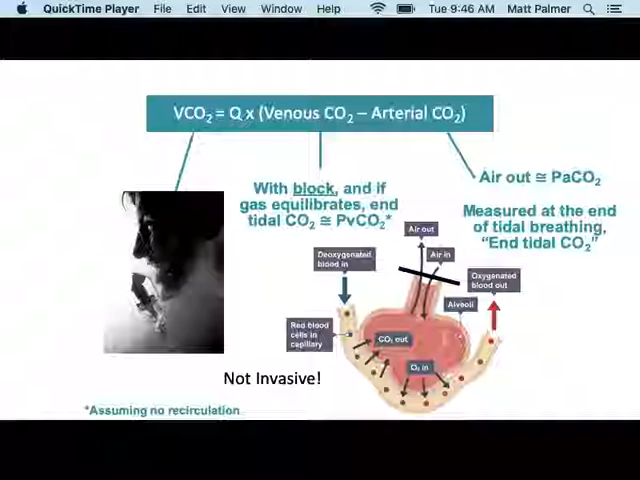 QuickTime Player File Edit View Window Help Tue 9:46 AM Matt Palmer
VCO₂ = Q x (Venous CO₂ – Arterial CO₂)
With block, and if
gas equilibrates, end
tidal CO₂ ≅ PvCO₂*
Air out ≅ PaCO₂
Measured at the end
of tidal breathing,
“End tidal CO₂”
Air out
Air in
Deoxygenated
blood in
Oxygenated
blood out
Alveoli
Red blood
cells in
capillary
CO₂ out
O₂ in
Not Invasive!
*Assuming no recirculation